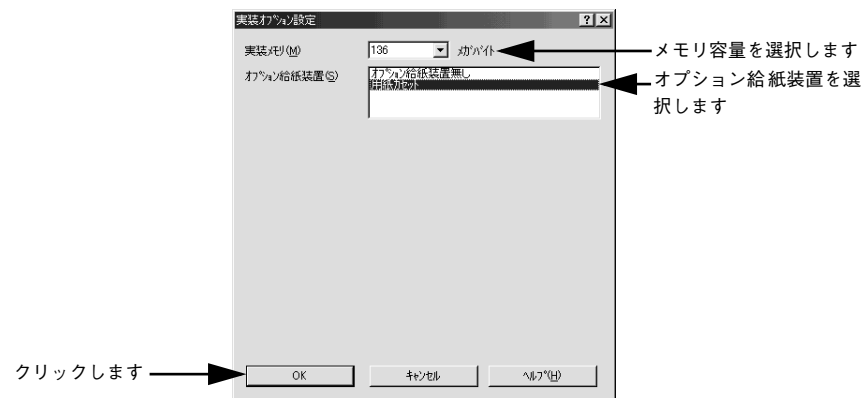 実装ｵﾌﾟｼｮﾝ設定
実装ﾒﾓﾘ(M) 136 ﾒｶﾞﾊﾞｲﾄ
メモリ容量を選択します
ｵﾌﾟｼｮﾝ給紙装置(S)
ｵﾌﾟｼｮﾝ給紙装置無し
用紙ｶｾｯﾄ
オプション給紙装置を選
択します
クリックします
OK ｷｬﾝｾﾙ ﾍﾙﾌﾟ(H)